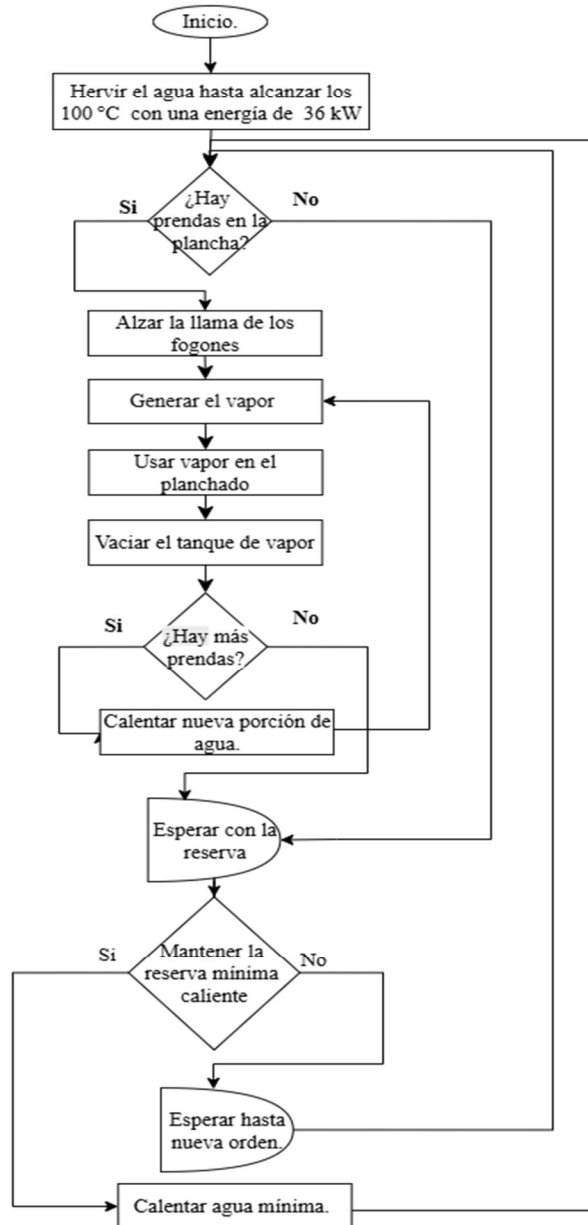 Inicio.
Hervir el agua hasta alcanzar los
100 °C con una energía de 36 kW
¿Hay
prendas en la
plancha?
Si
No
Alzar la llama de los
fogones
Generar el vapor
Usar vapor en el
planchado
Vaciar el tanque de vapor
Si
No
¿Hay más
prendas?
Calentar nueva porción de
agua.
Esperar con la
reserva
Si
No
Mantener la
reserva mínima
caliente
Esperar hasta
nueva orden.
Calentar agua mínima.